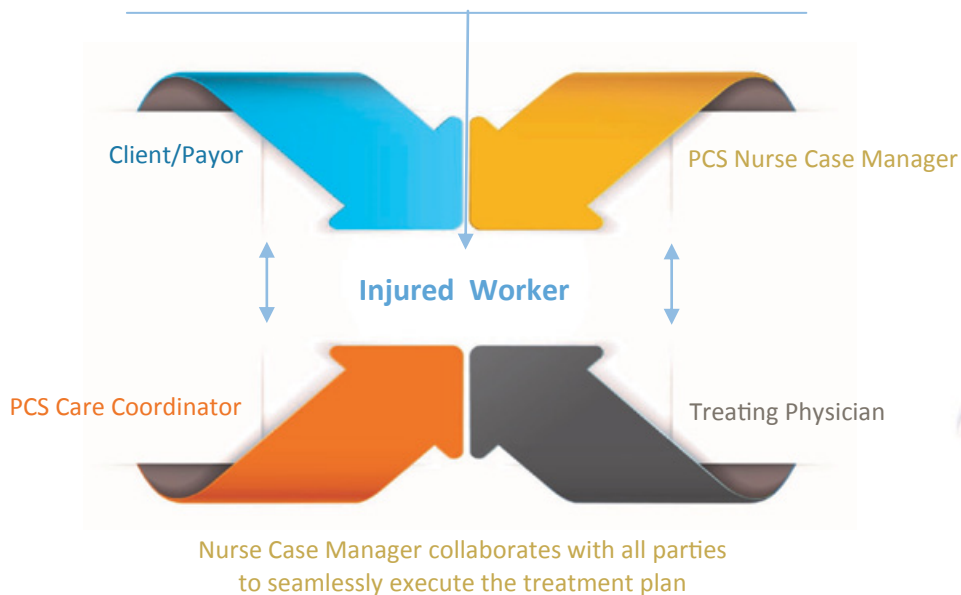 Client/Payor
PCS Nurse Case Manager
Injured Worker
PCS Care Coordinator
Treating Physician
Nurse Case Manager collaborates with all parties
to seamlessly execute the treatment plan